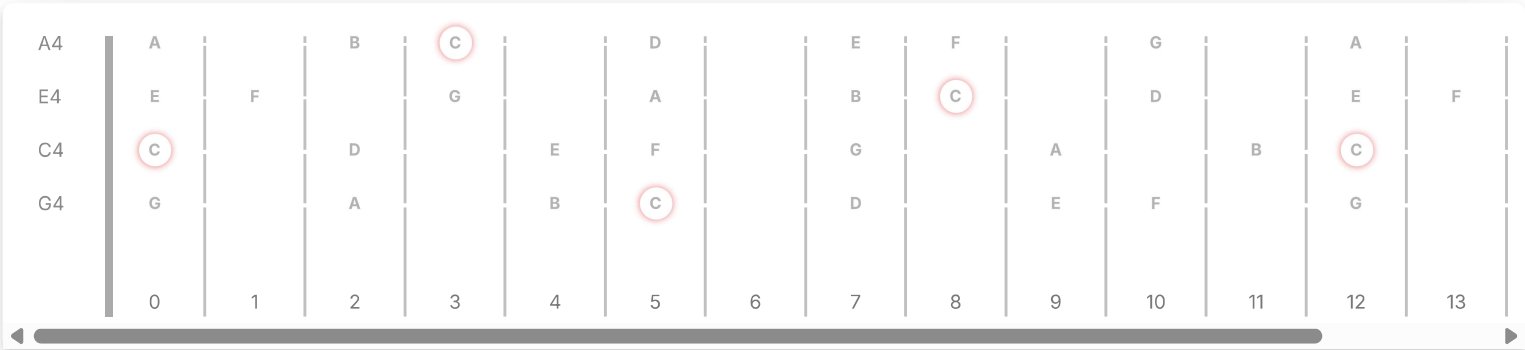 A4 A B C D E F G A
E4 E F G A B C D E F
C4 C D E F G A B C
G4 G A B C D E F G
0 1 2 3 4 5 6 7 8 9 10 11 12 13